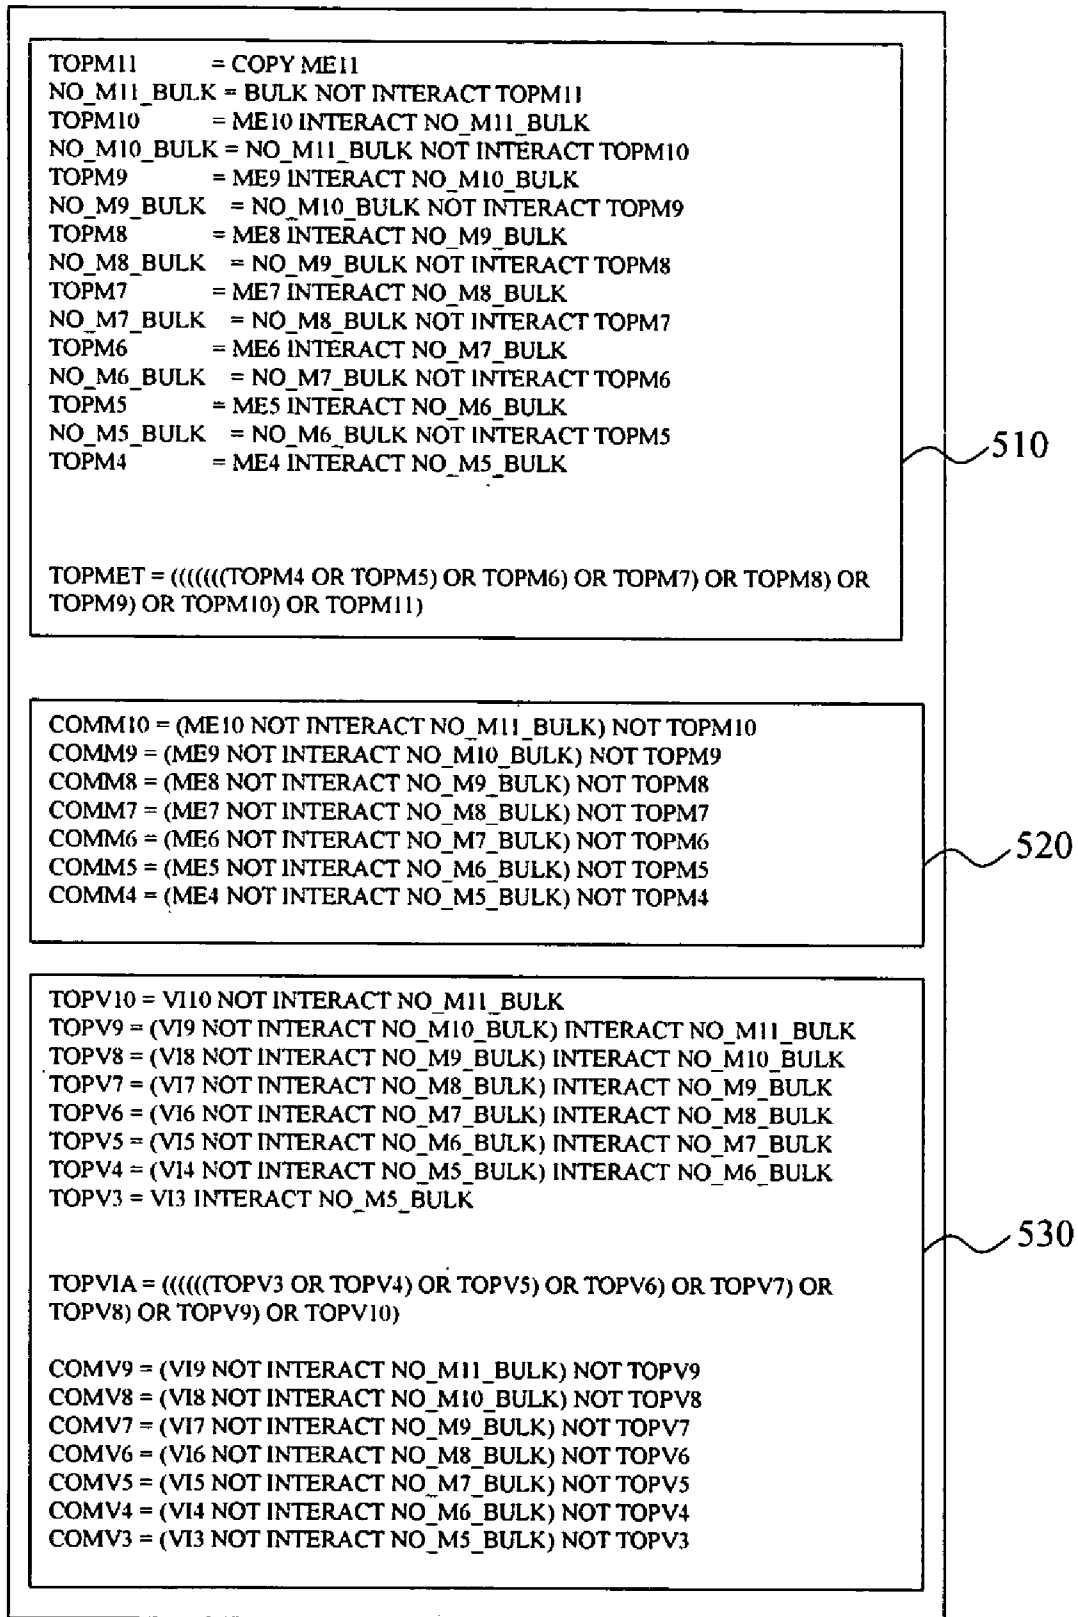 TOPM11 = COPY ME11
NO_M11_BULK = BULK NOT INTERACT TOPM11
TOPM10 = ME10 INTERACT NO_M11_BULK
NO_M10_BULK = NO_M11_BULK NOT INTERACT TOPM10
TOPM9 = ME9 INTERACT NO_M10_BULK
NO_M9_BULK = NO_M10_BULK NOT INTERACT TOPM9
TOPM8 = ME8 INTERACT NO_M9_BULK
NO_M8_BULK = NO_M9_BULK NOT INTERACT TOPM8
TOPM7 = ME7 INTERACT NO_M8_BULK
NO_M7_BULK = NO_M8_BULK NOT INTERACT TOPM7
TOPM6 = ME6 INTERACT NO_M7_BULK
NO_M6_BULK = NO_M7_BULK NOT INTERACT TOPM6
TOPM5 = ME5 INTERACT NO_M6_BULK
NO_M5_BULK = NO_M6_BULK NOT INTERACT TOPM5
TOPM4 = ME4 INTERACT NO_M5_BULK
510
TOPMET = (((((((TOPM4 OR TOPM5) OR TOPM6) OR TOPM7) OR TOPM8) OR
TOPM9) OR TOPM10) OR TOPM11)
COMM10 = (ME10 NOT INTERACT NO_M11_BULK) NOT TOPM10
COMM9 = (ME9 NOT INTERACT NO_M10_BULK) NOT TOPM9
COMM8 = (ME8 NOT INTERACT NO_M9_BULK) NOT TOPM8
COMM7 = (ME7 NOT INTERACT NO_M8_BULK) NOT TOPM7
COMM6 = (ME6 NOT INTERACT NO_M7_BULK) NOT TOPM6
COMM5 = (ME5 NOT INTERACT NO_M6_BULK) NOT TOPM5
COMM4 = (ME4 NOT INTERACT NO_M5_BULK) NOT TOPM4
520
TOPV10 = VI10 NOT INTERACT NO_M11_BULK
TOPV9 = (VI9 NOT INTERACT NO_M10_BULK) INTERACT NO_M11_BULK
TOPV8 = (VI8 NOT INTERACT NO_M9_BULK) INTERACT NO_M10_BULK
TOPV7 = (VI7 NOT INTERACT NO_M8_BULK) INTERACT NO_M9_BULK
TOPV6 = (VI6 NOT INTERACT NO_M7_BULK) INTERACT NO_M8_BULK
TOPV5 = (VI5 NOT INTERACT NO_M6_BULK) INTERACT NO_M7_BULK
TOPV4 = (VI4 NOT INTERACT NO_M5_BULK) INTERACT NO_M6_BULK
TOPV3 = VI3 INTERACT NO_M5_BULK
530
TOPVIA = ((((((TOPV3 OR TOPV4) OR TOPV5) OR TOPV6) OR TOPV7) OR
TOPV8) OR TOPV9) OR TOPV10)
COMV9 = (VI9 NOT INTERACT NO_M11_BULK) NOT TOPV9
COMV8 = (VI8 NOT INTERACT NO_M10_BULK) NOT TOPV8
COMV7 = (VI7 NOT INTERACT NO_M9_BULK) NOT TOPV7
COMV6 = (VI6 NOT INTERACT NO_M8_BULK) NOT TOPV6
COMV5 = (VI5 NOT INTERACT NO_M7_BULK) NOT TOPV5
COMV4 = (VI4 NOT INTERACT NO_M6_BULK) NOT TOPV4
COMV3 = (VI3 NOT INTERACT NO_M5_BULK) NOT TOPV3